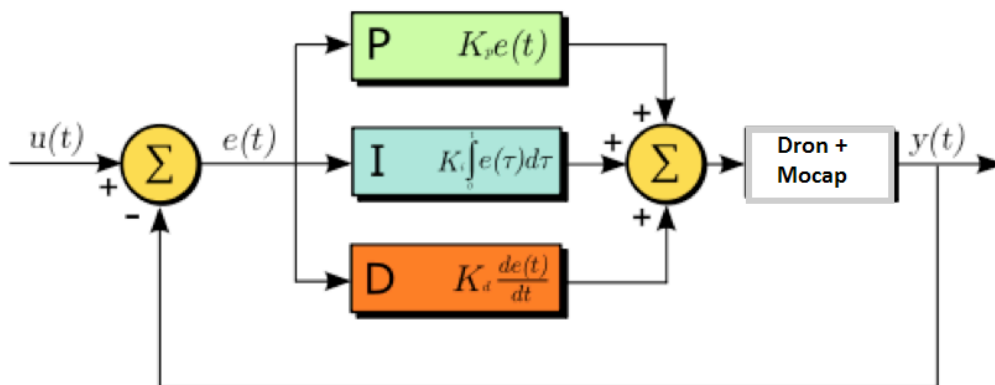 P K_p e(t)
u(t)
e(t)
I K_i ∫_0^t e(τ)dτ
Σ
Σ
Dron +
Mocap
y(t)
D K_d de(t)/dt
+
-
+
+
+